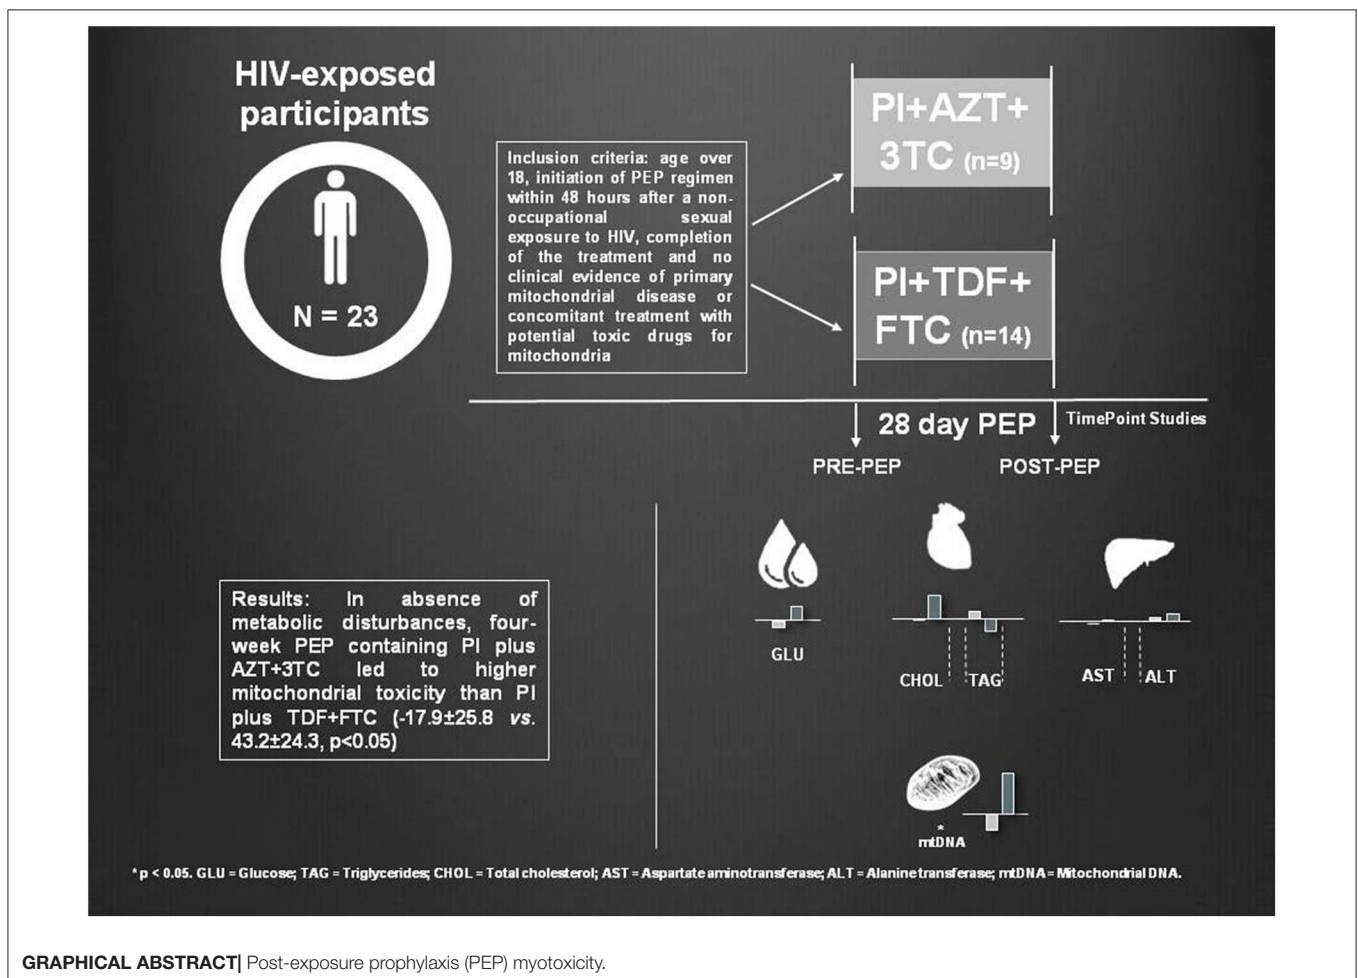 HIV-exposed
participants
N = 23
Inclusion criteria: age over
18, initiation of PEP regimen
within 48 hours after a non-
occupational sexual
exposure to HIV, completion
of the treatment and no
clinical evidence of primary
mitochondrial disease or
concomitant treatment with
potential toxic drugs for
mitochondria
PI+AZT+
3TC (n=9)
PI+TDF+
FTC (n=14)
28 day PEP
TimePoint Studies
PRE-PEP
POST-PEP
Results: In absence of
metabolic disturbances, four-
week PEP containing PI plus
AZT+3TC led to higher
mitochondrial toxicity than PI
plus TDF+FTC (-17.9±25.8 vs.
43.2±24.3, p<0.05)
GLU
CHOL
TAG
AST
ALT
*
mtDNA
* p < 0.05. GLU = Glucose; TAG = Triglycerides; CHOL = Total cholesterol; AST = Aspartate aminotransferase; ALT = Alanine transferase; mtDNA = Mitochondrial DNA.
GRAPHICAL ABSTRACT| Post-exposure prophylaxis (PEP) myotoxicity.